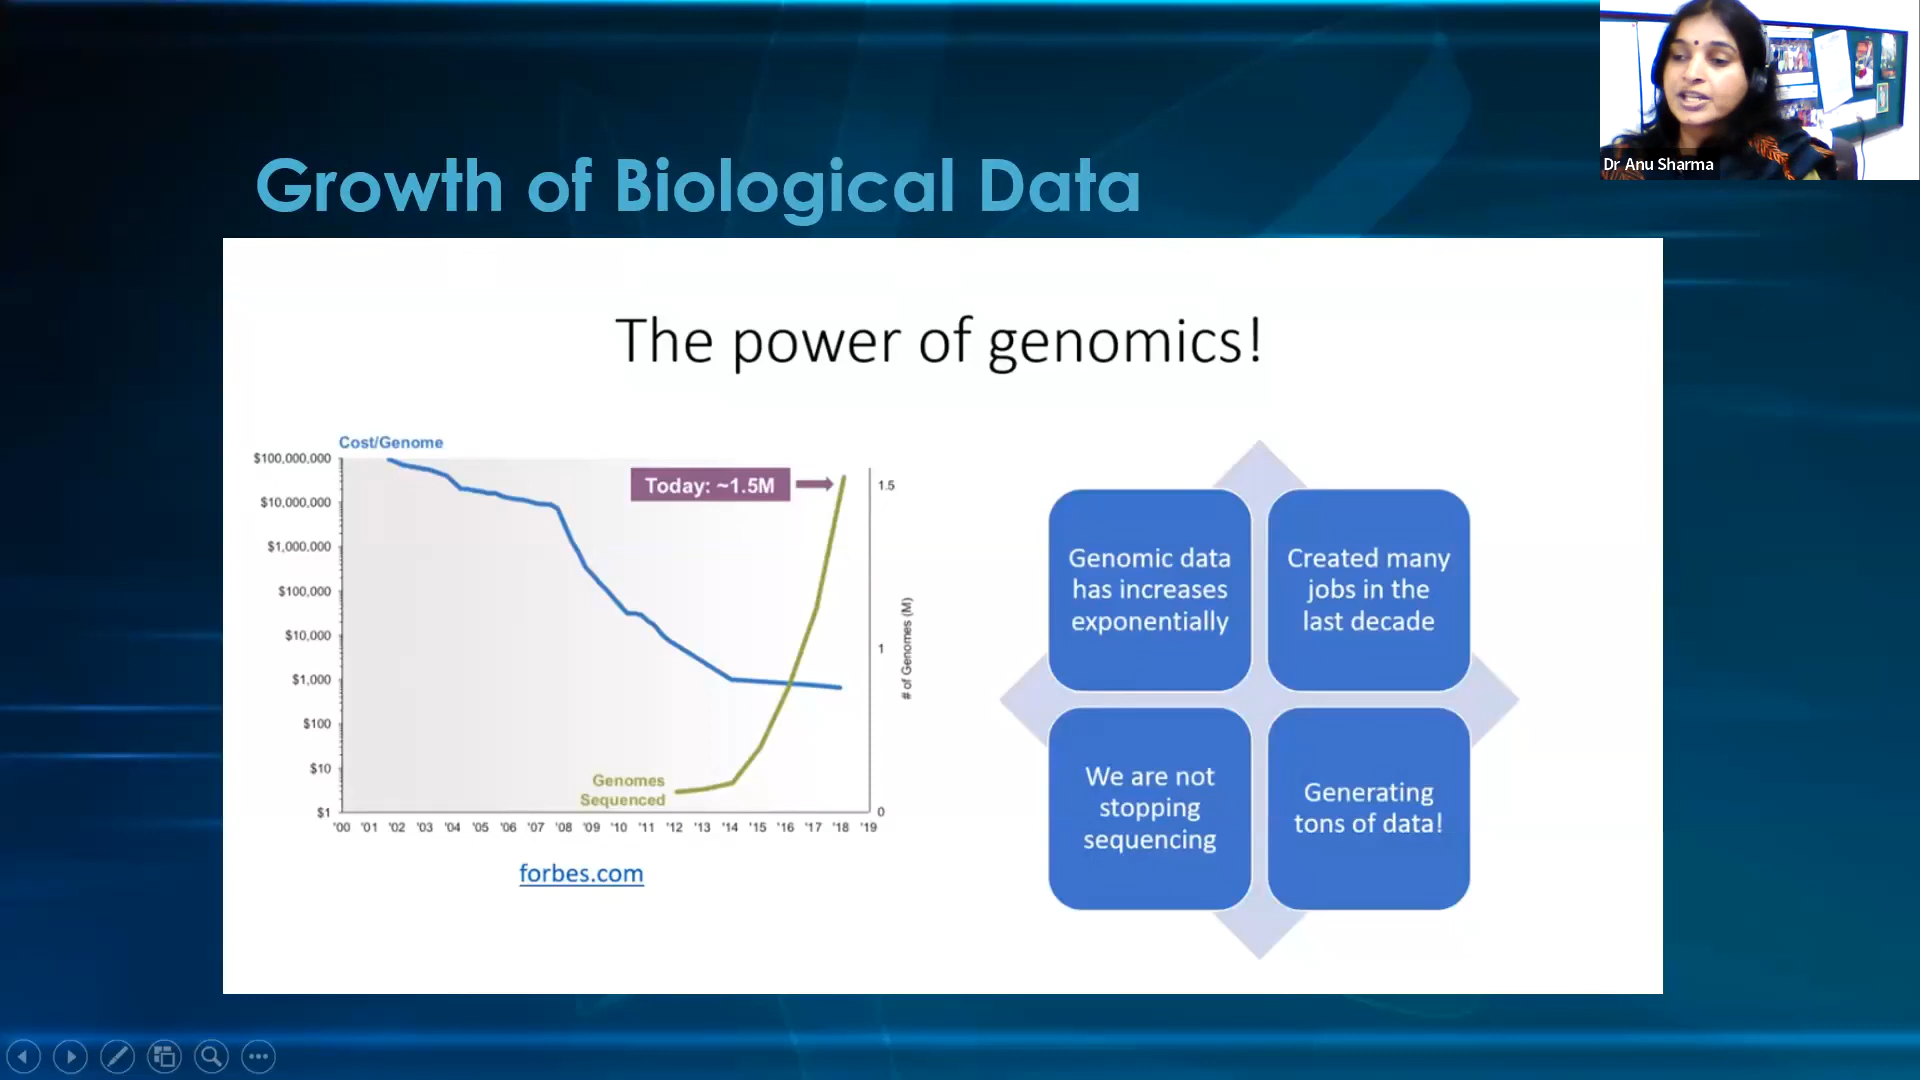 Dr Anu Sharma
Growth of Biological Data
The power of genomics!
Cost/Genome
$100,000,000
$10,000,000
$1,000,000
$100,000
$10,000
$1,000
$100
$10
$1
Today: ~1.5M
1.5
1
0
# of Genomes (M)
Genomes
Sequenced
'00 '01 '02 '03 '04 '05 '06 '07 '08 '09 '10 '11 '12 '13 '14 '15 '16 '17 '18 '19
forbes.com
Genomic data
has increases
exponentially
Created many
jobs in the
last decade
We are not
stopping
sequencing
Generating
tons of data!